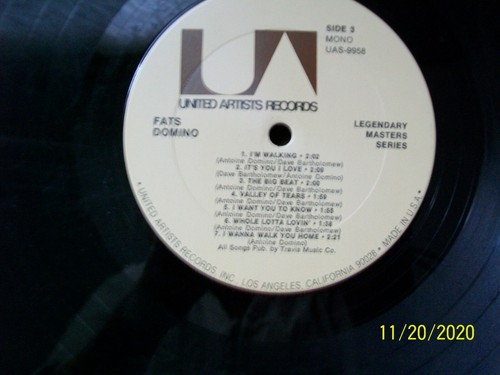 SIDE 3
MONO
UAS-9958
UA
UNITED ARTISTS RECORDS
FATS
DOMINO
LEGENDARY
MASTERS
SERIES
1. I'M WALKING • 2:02
(Antoine Domino/Dave Bartholomew)
2. IT'S YOU I LOVE • 2:00
(Dave Bartholomew/Antoine Domino)
3. THE BIG BEAT • 2:00
(Antoine Domino/Dave Bartholomew)
4. VALLEY OF TEARS • 1:50
(Antoine Domino/Dave Bartholomew)
5. I WANT YOU TO KNOW • 1:55
(Antoine Domino/Dave Bartholomew)
6. WHOLE LOTTA LOVIN' • 1:36
(Antoine Domino/Dave Bartholomew)
7. I WANNA WALK YOU HOME • 2:21
(Antoine Domino)
All Songs Pub. by Travis Music Co.
• UNITED ARTISTS RECORDS, INC., LOS ANGELES, CALIFORNIA 90028 • MADE IN U.S.A. •
11/20/2020